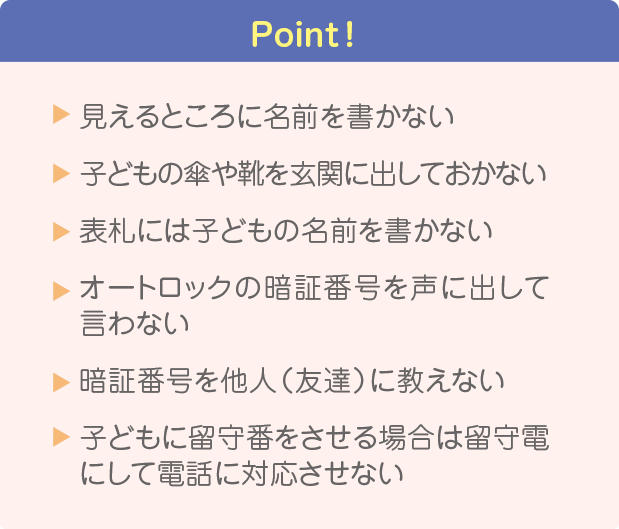 Point!
▶ 見えるところに名前を書かない
▶ 子どもの傘や靴を玄関に出しておかない
▶ 表札には子どもの名前を書かない
▶ オートロックの暗証番号を声に出して
言わない
▶ 暗証番号を他人(友達)に教えない
▶ 子どもに留守番をさせる場合は留守電
にして電話に対応させない